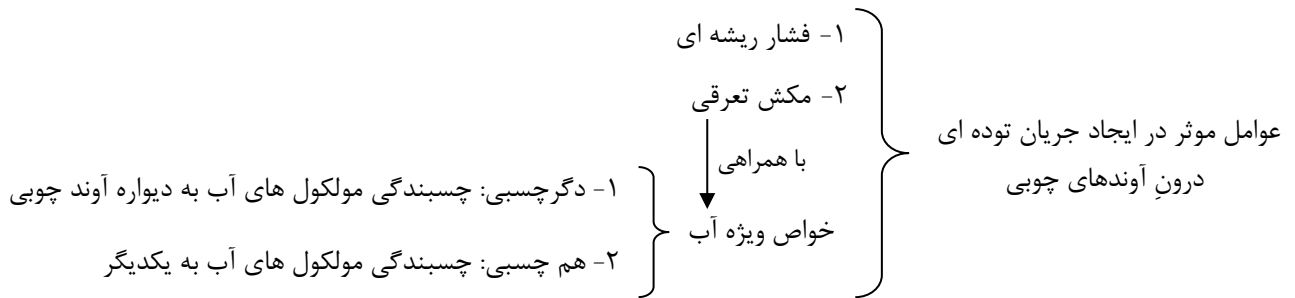 عوامل موثر در ایجاد جریان توده ای
درونِ آوندهای چوبی
۱- فشار ریشه ای
۲- مکش تعرقی
با همراهی
خواص ویژه آب
۱- دگرچسبی: چسبندگی مولکول های آب به دیواره آوند چوبی
۲- هم چسبی: چسبندگی مولکول های آب به یکدیگر